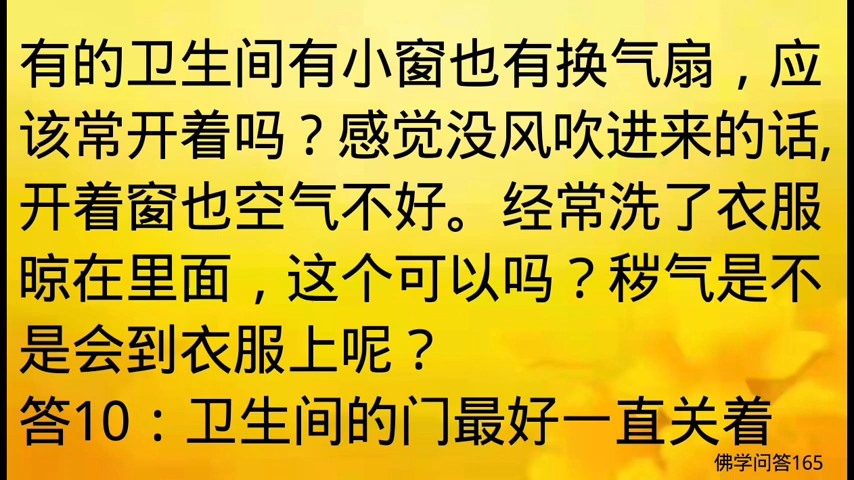 有的卫生间有小窗也有换气扇，应
该常开着吗？感觉没风吹进来的话,
开着窗也空气不好。经常洗了衣服
晾在里面，这个可以吗？秽气是不
是会到衣服上呢？
答10：卫生间的门最好一直关着
佛学问答165